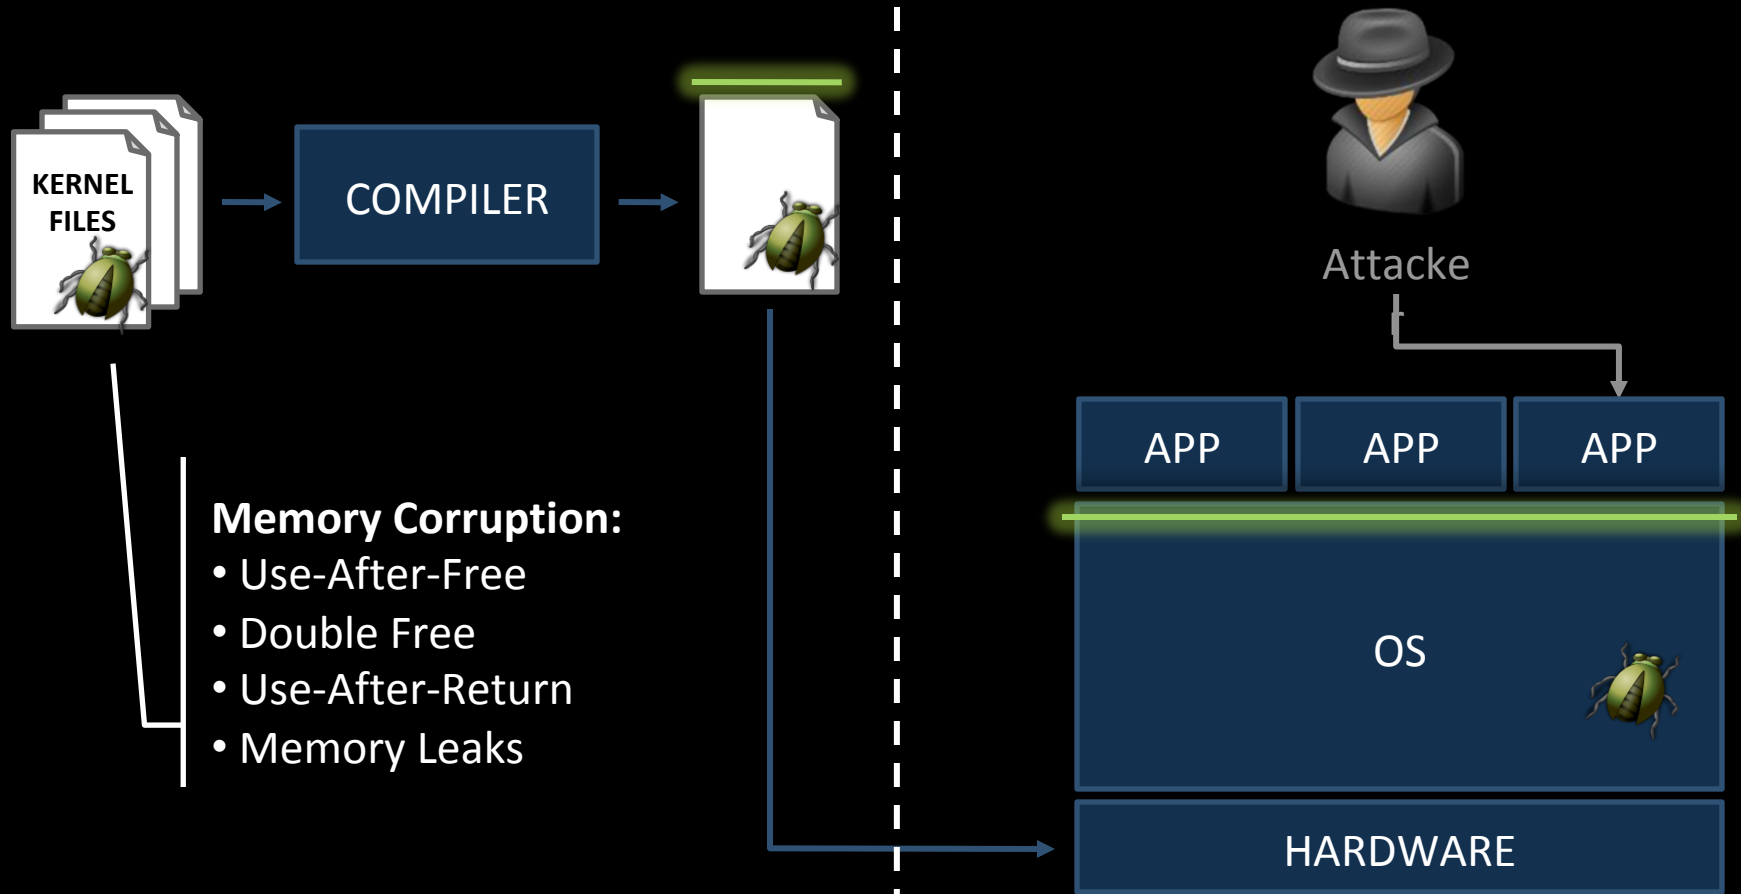 KERNEL
FILES
COMPILER
Memory Corruption:
• Use-After-Free
• Double Free
• Use-After-Return
• Memory Leaks
Attacke
r
APP
APP
APP
OS
HARDWARE